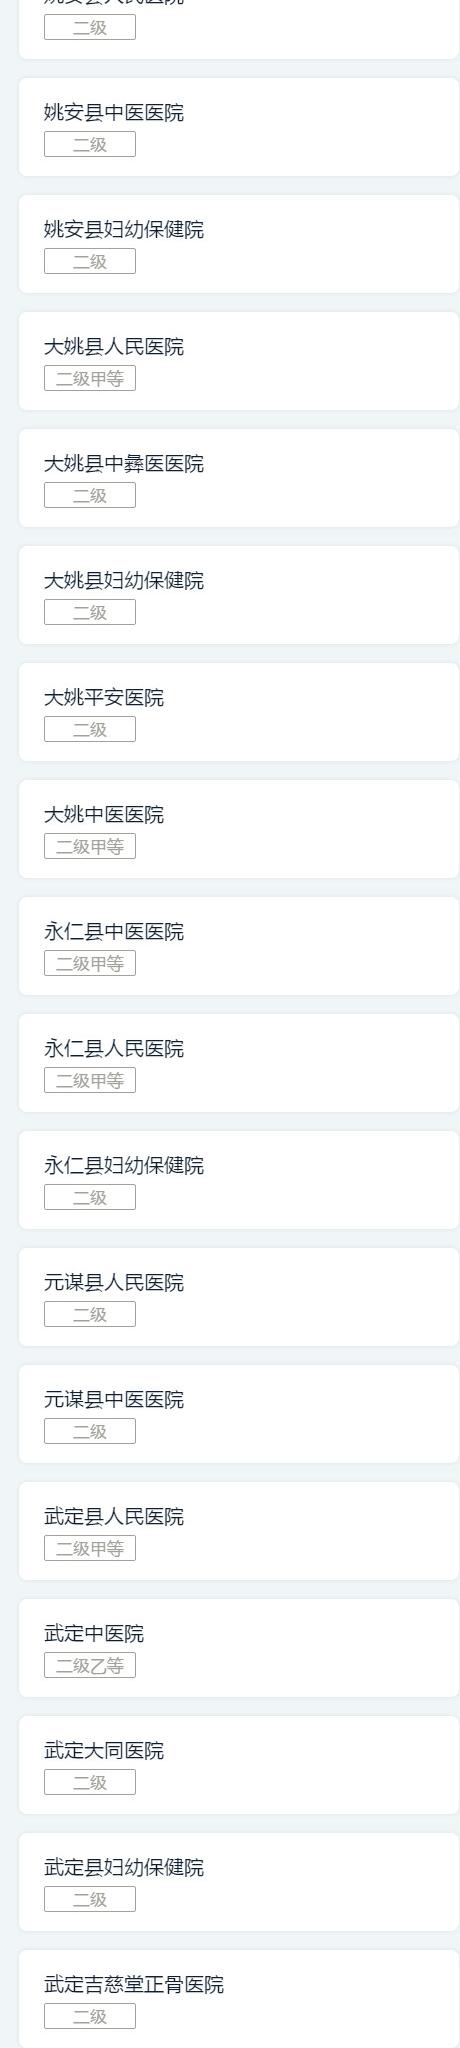 姚安县人民医院
二级
姚安县中医医院
二级
姚安县妇幼保健院
二级
大姚县人民医院
二级甲等
大姚县中彝医医院
二级
大姚县妇幼保健院
二级
大姚平安医院
二级
大姚中医医院
二级甲等
永仁县中医医院
二级甲等
永仁县人民医院
二级甲等
永仁县妇幼保健院
二级
元谋县人民医院
二级
元谋县中医医院
二级
武定县人民医院
二级甲等
武定中医院
二级乙等
武定大同医院
二级
武定县妇幼保健院
二级
武定吉慈堂正骨医院
二级